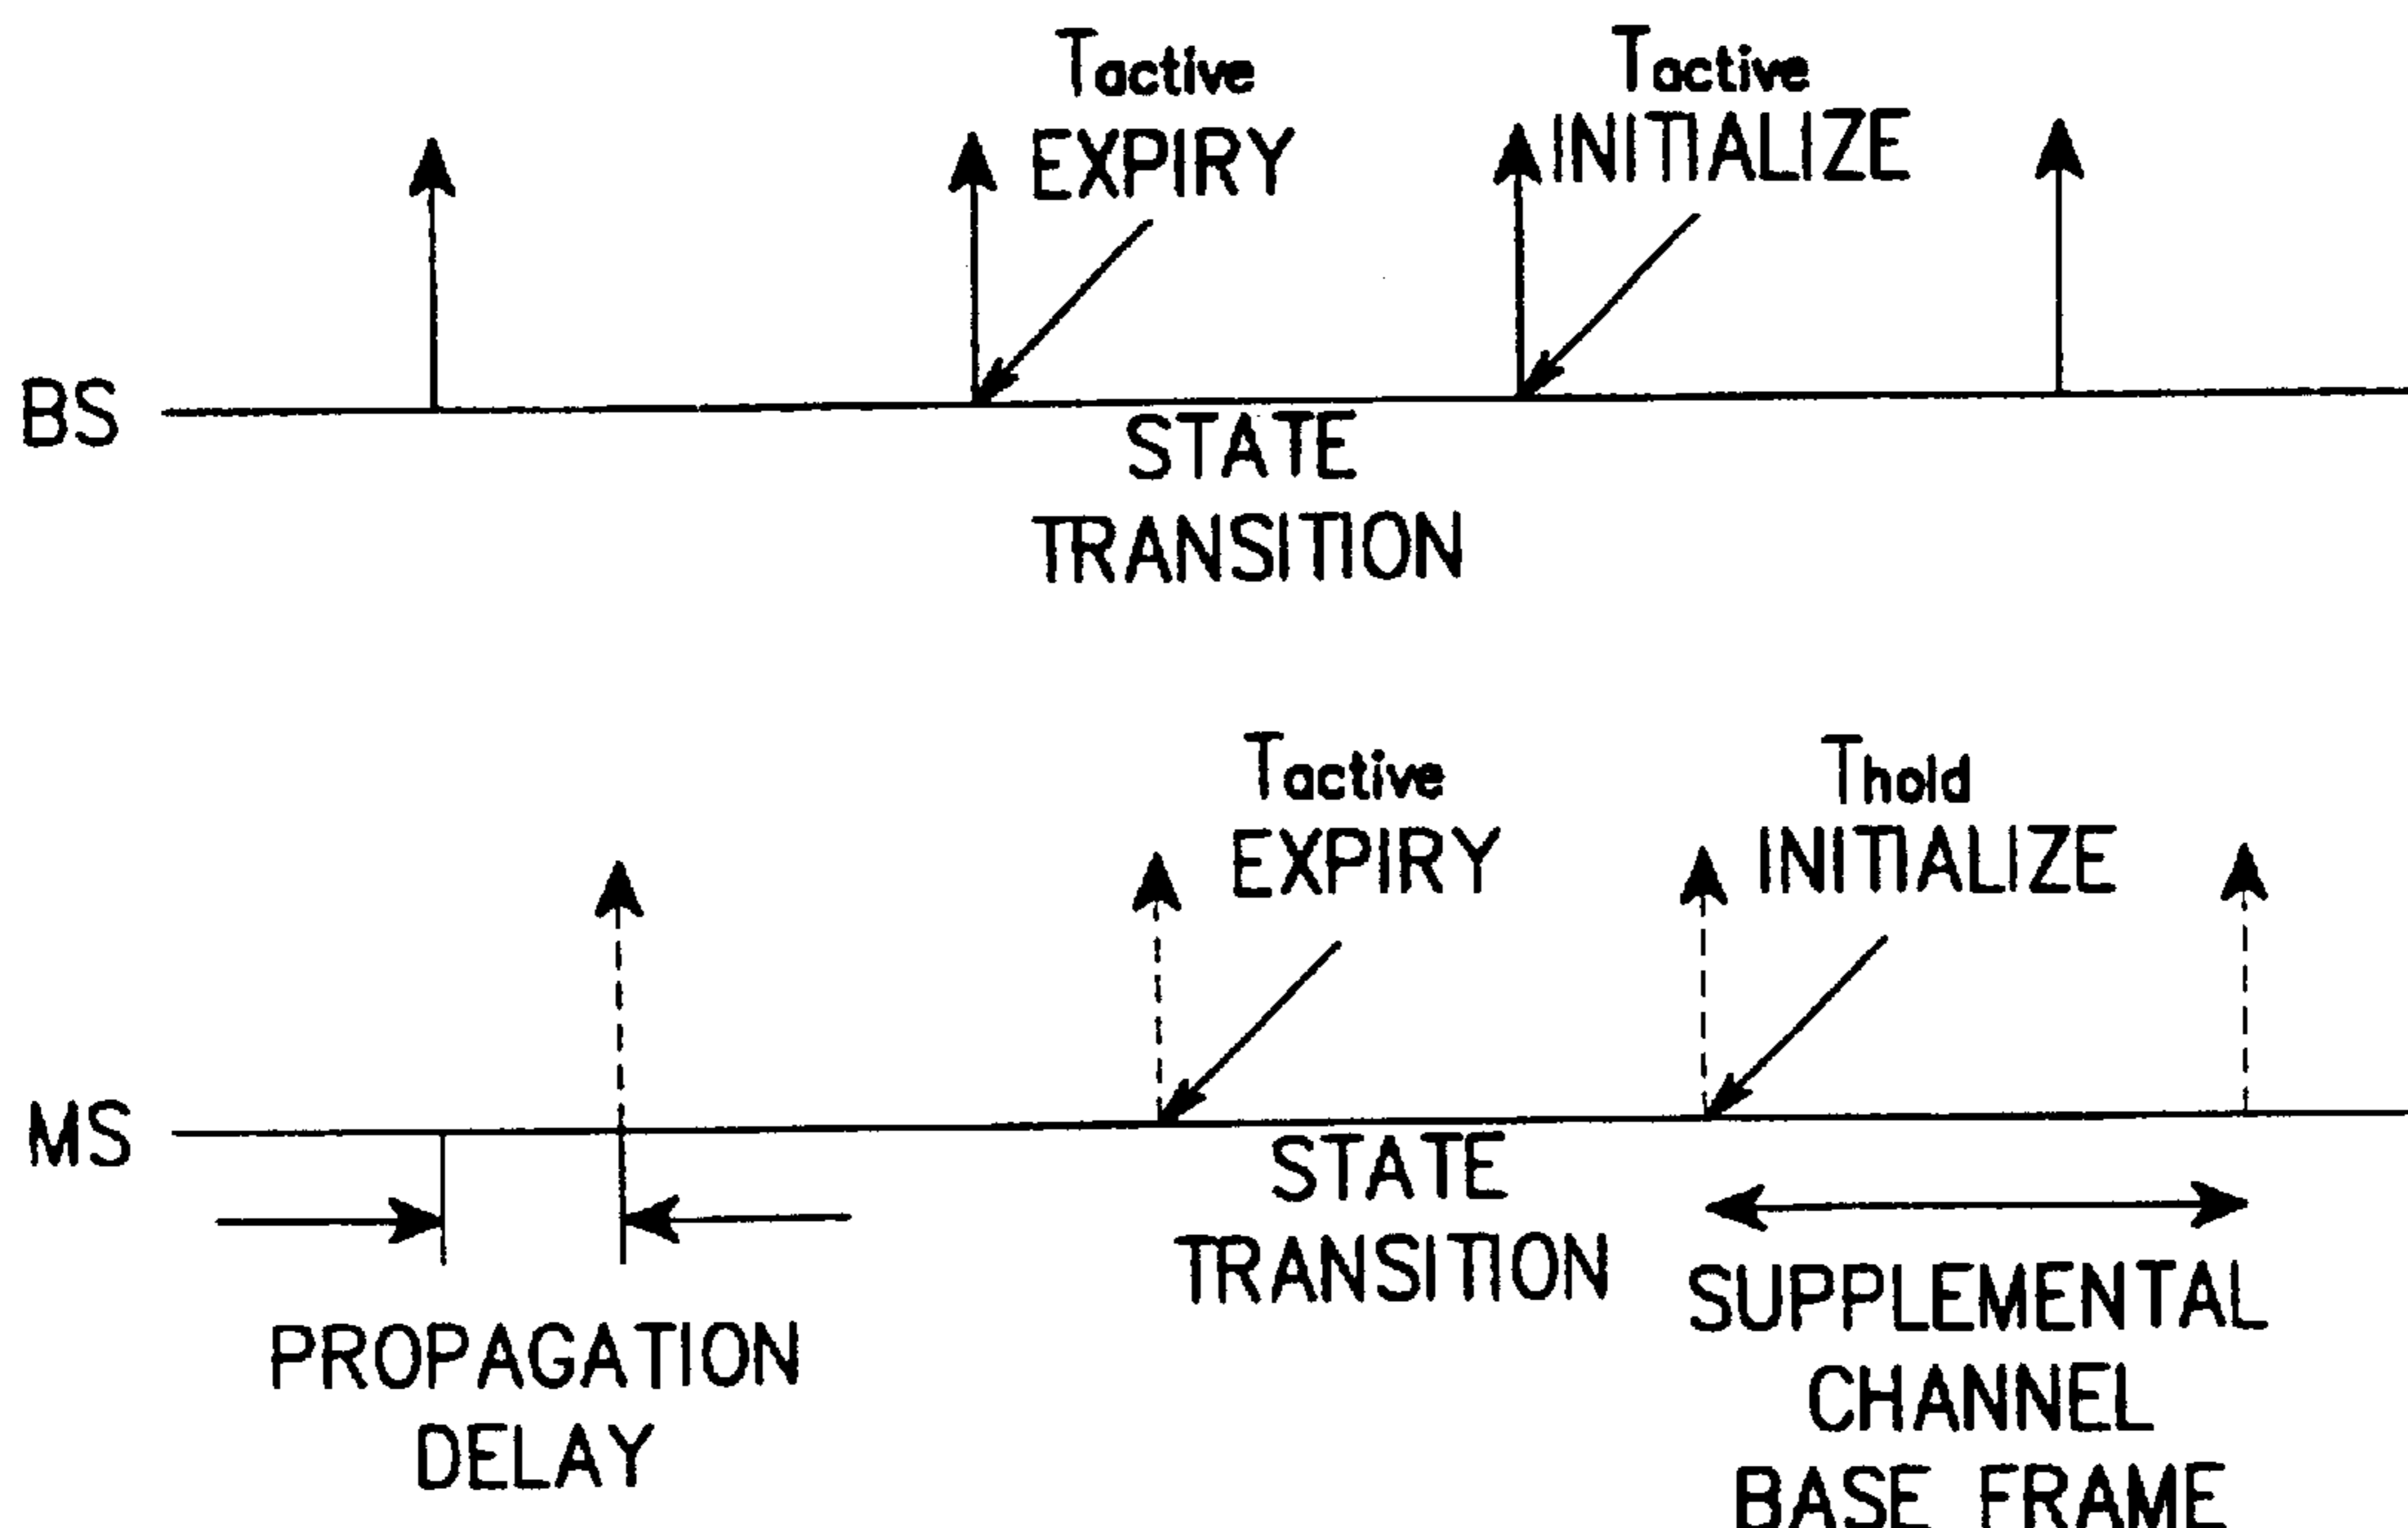 Tactive
EXPIRY
Tactive
INITIALIZE
BS
STATE
TRANSITION
Tactive
EXPIRY
Thold
INITIALIZE
MS
STATE
TRANSITION
PROPAGATION
DELAY
SUPPLEMENTAL
CHANNEL
BASE FRAME